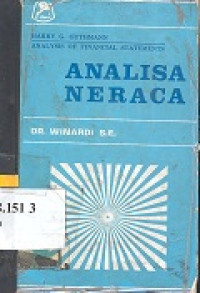 HARRY G. GUTHMANN
ANALYSIS OF FINANCIAL STATEMENTS
ANALISA
NERACA
DR. WINARDI S.E.
.151 3